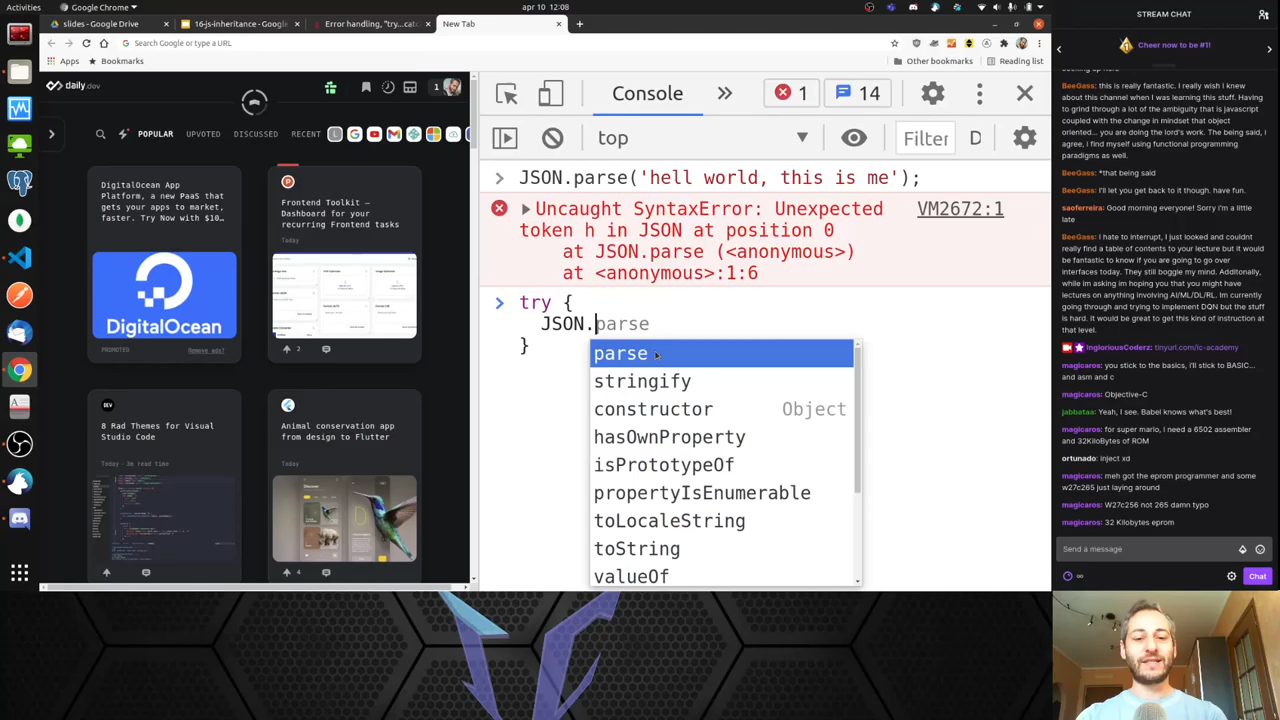 Activities
Google Chrome
apr 10 12:08
slides - Google Drive
16-js-inheritance - Google
Error handling, "try...catc
New Tab
Search Google or type a URL
Apps
Bookmarks
Other bookmarks
Reading list
daily.dev
1
POPULAR
UPVOTED
DISCUSSED
RECENT
DigitalOcean App
Platform, a new PaaS that
gets your apps to market,
faster. Try Now with $10…
DigitalOcean
PROMOTED
Remove ads!
Frontend Toolkit —
Dashboard for your
recurring Frontend tasks
Today
2
DEV
8 Rad Themes for Visual
Studio Code
Today · 3m read time
Animal conservation app
from design to Flutter
Today
4
Console
1
14
top
Filter
D
JSON.parse('hell world, this is me');
Uncaught SyntaxError: Unexpected
token h in JSON at position 0
at JSON.parse (<anonymous>)
at <anonymous>:1:6
VM2672:1
try {
JSON.parse
}
parse
stringify
constructor Object
hasOwnProperty
isPrototypeOf
propertyIsEnumerable
toLocaleString
toString
valueOf
STREAM CHAT
Cheer now to be #1!
BeeGass: this is really fantastic. I really wish I knew
about this channel when I was learning this stuff. Having
to grind through a lot of the ambiguity that is javascript
coupled with the change in mindset that object
oriented... you are doing the lord's work. The being said, I
agree, i find myself using functional programming
paradigms as well.
BeeGass: *that being said
BeeGass: I'll let you get back to it though. have fun.
saoferreira: Good morning everyone! Sorry i'm a little
late
BeeGass: I hate to interrupt, I just looked and couldnt
really find a table of contents to your lecture but it would
be fantastic to know if you are going to go over
interfaces today. They still boggle my mind. Additonally,
while im asking im hoping you that you might have
lectures on anything involving AI/ML/DL/RL. Im currently
going through and trying to implement DQN but the stuff
is hard. It would be great to get this kind of instruction at
that level.
IngloriousCoderz: tinyurl.com/ic-academy
magicaros: you stick to the basics, i'll stick to BASIC...
and asm and c
magicaros: Objective-C
jabbataa: Yeah, I see. Babel knows what's best!
magicaros: for super mario, i need a 6502 assembler
and 32KiloBytes of ROM
ortunado: inject xd
magicaros: meh got the eprom programmer and some
w27c265 just laying around
magicaros: W27c256 not 265 damn typo
magicaros: 32 Kilobytes eprom
Send a message
∞
Chat